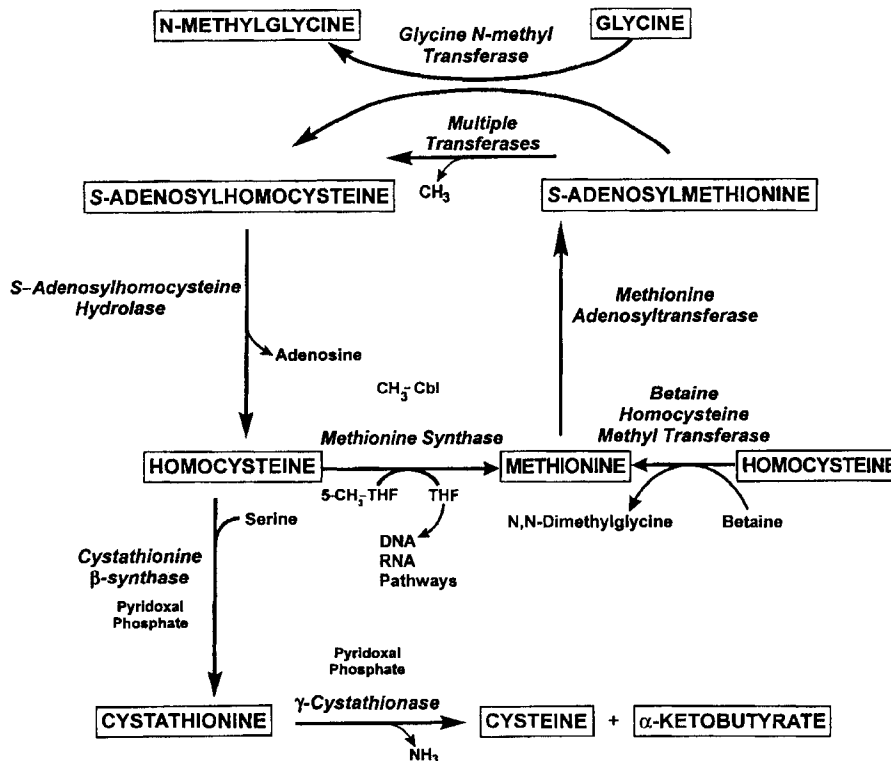 N-METHYLGLYCINE
Glycine N-methyl
Transferase
GLYCINE
Multiple
Transferases
CH3
S-ADENOSYLHOMOCYSTEINE
S-ADENOSYLMETHIONINE
S-Adenosylhomocysteine
Hydrolase
Adenosine
Methionine
Adenosyltransferase
CH3-Cbl
Betaine
Homocysteine
Methyl Transferase
Methionine Synthase
HOMOCYSTEINE
METHIONINE
HOMOCYSTEINE
5-CH3-THF
THF
N,N-Dimethylglycine
Betaine
Serine
DNA
RNA
Pathways
Cystathionine
β-synthase
Pyridoxal
Phosphate
Pyridoxal
Phosphate
γ-Cystathionase
CYSTATHIONINE
CYSTEINE + α-KETOBUTYRATE
NH3